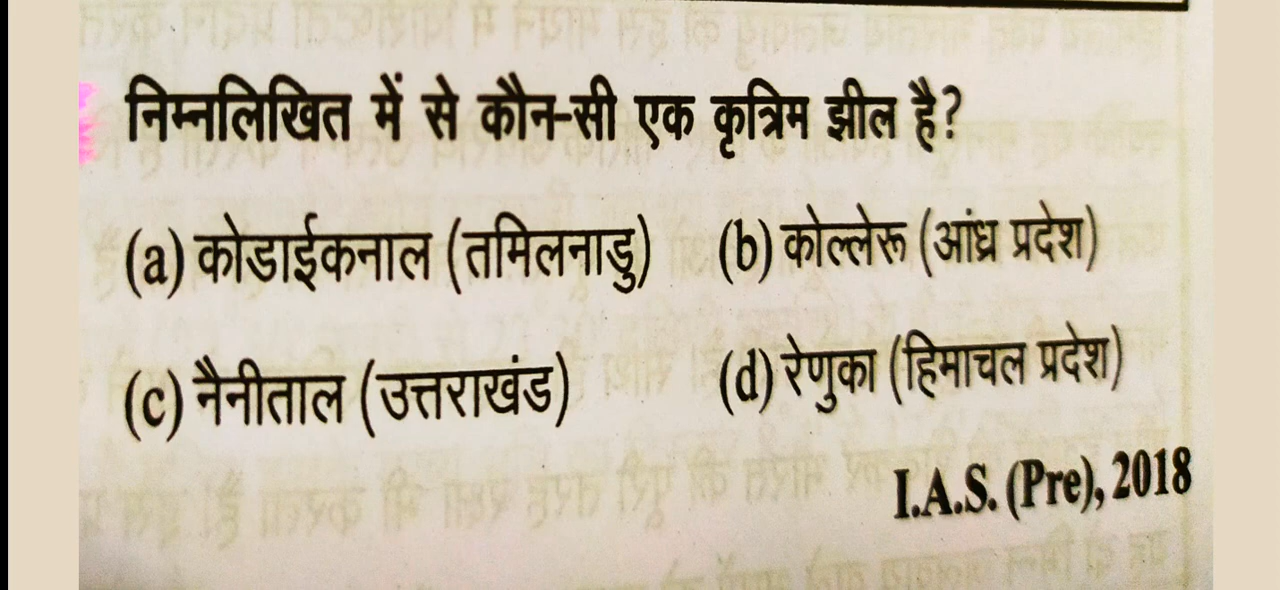 निम्नलिखित में से कौन-सी एक कृत्रिम झील है?
(a) कोडाईकनाल (तमिलनाडु) (b) कोल्लेरू (आंध्र प्रदेश)
(c) नैनीताल (उत्तराखंड) (d) रेणुका (हिमाचल प्रदेश)
I.A.S. (Pre), 2018